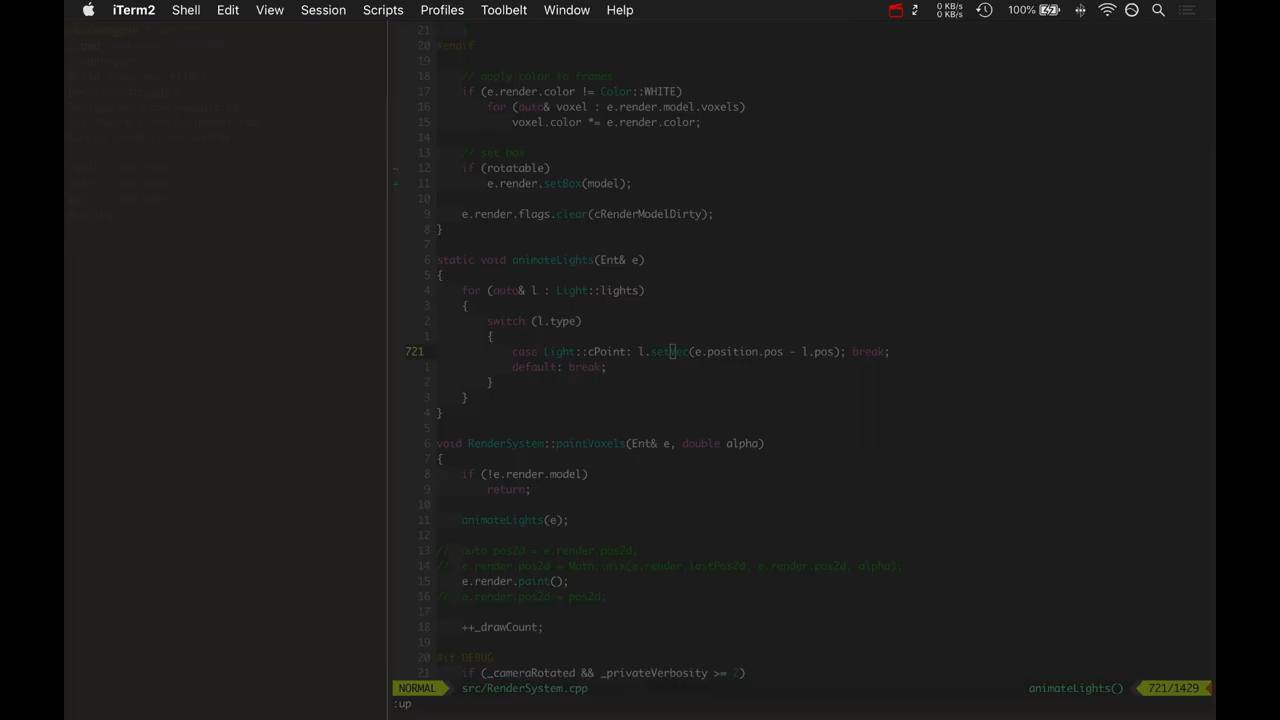 iTerm2 Shell Edit View Session Scripts Profiles Toolbelt Window Help 0 KB/s 0 KB/s 100%
21
20 #endif
19
18 // apply color to frames
17 if (e.render.color != Color::WHITE)
16 for (auto& voxel : e.render.model.voxels)
15 voxel.color *= e.render.color;
14
13 // set box
~ 12 if (rotatable)
+ 11 e.render.setBox(model);
10
9 e.render.flags.clear(cRenderModelDirty);
8 }
7
6 static void animateLights(Ent& e)
5 {
4 for (auto& l : Light::lights)
3 {
2 switch (l.type)
1 {
721 case Light::cPoint: l.setVec(e.position.pos - l.pos); break;
1 default: break;
2 }
3 }
4 }
5
6 void RenderSystem::paintVoxels(Ent& e, double alpha)
7 {
8 if (!e.render.model)
9 return;
10
11 animateLights(e);
12
13 // auto pos2d = e.render.pos2d;
14 // e.render.pos2d = Math::mix(e.render.lastPos2d, e.render.pos2d, alpha);
15 e.render.paint();
16 // e.render.pos2d = pos2d;
17
18 ++_drawCount;
19
20 #if DEBUG
21 if (_cameraRotated && _privateVerbosity >= 2)
NORMAL src/RenderSystem.cpp animateLights() 721/1429
:up